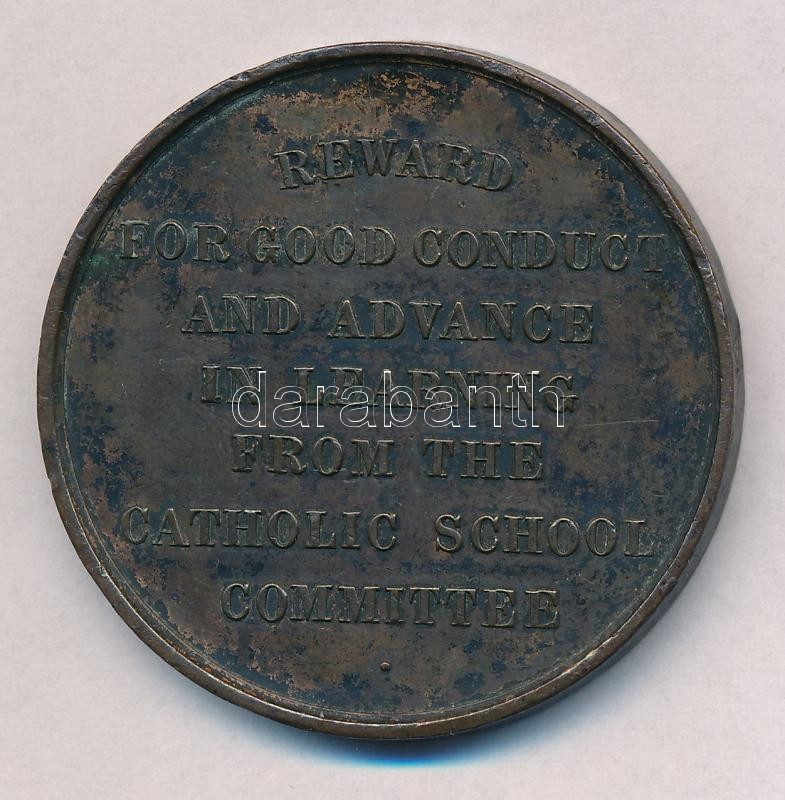 REWARD
FOR GOOD CONDUCT
AND ADVANCE
IN LEARNING
darabanth
FROM THE
CATHOLIC SCHOOL
COMMITTEE